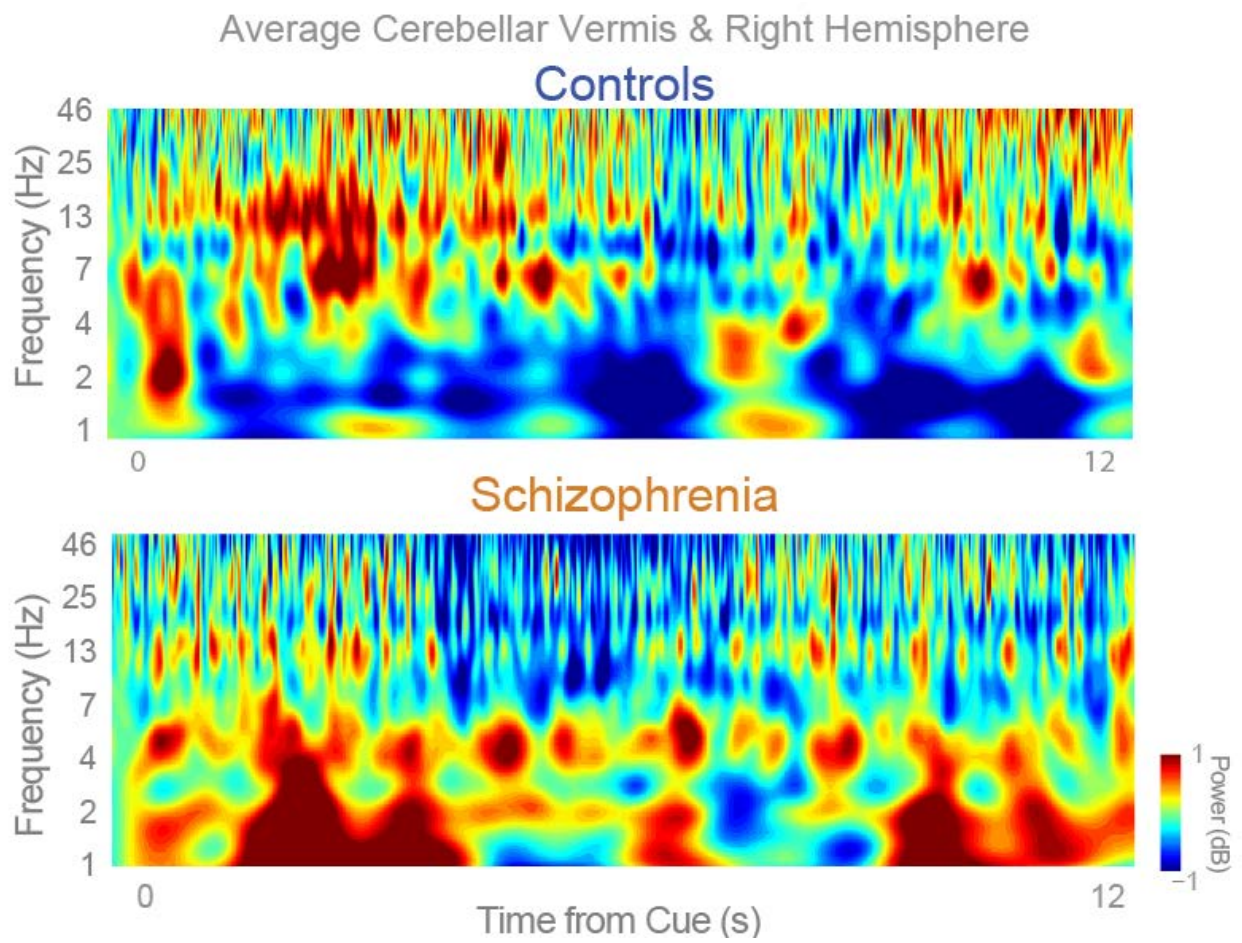 Average Cerebellar Vermis & Right Hemisphere
Controls
Frequency (Hz)
46
25
13
7
4
2
1
0
12
Schizophrenia
Frequency (Hz)
46
25
13
7
4
2
1
0
12
Time from Cue (s)
1
−1
Power (dB)